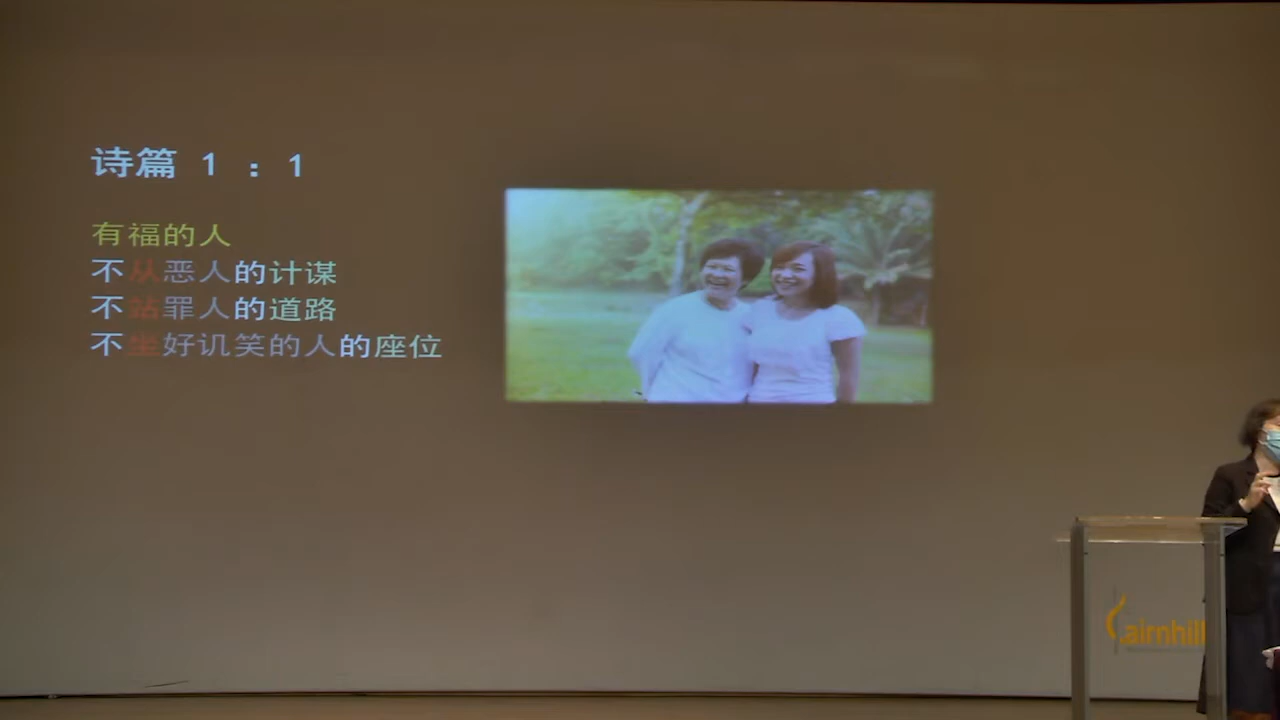 诗篇 1 : 1
有福的人
不从恶人的计谋
不站罪人的道路
不坐好讥笑的人的座位
Cairnhill